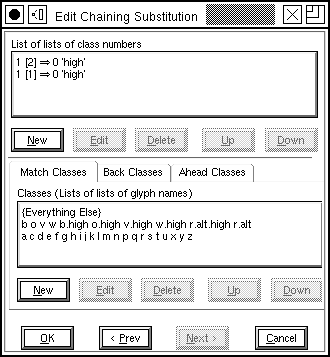 Edit Chaining Substitution
List of lists of class numbers
1 [2] ⇒ 0 'high'
1 [1] ⇒ 0 'high'
New Edit Delete Up Down
Match Classes Back Classes Ahead Classes
Classes (Lists of lists of glyph names)
{Everything Else}
b o v w b.high o.high v.high w.high r.alt.high r.alt
a c d e f g h i j k l m n p q r s t u x y z
New Edit Delete Up Down
OK < Prev Next > Cancel